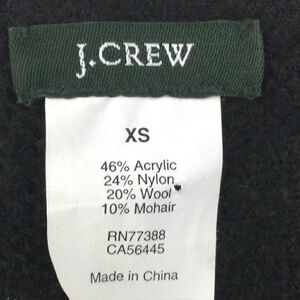 J.CREW
XS
46% Acrylic
24% Nylon
20% Wool
10% Mohair
RN77388
CA56445
Made in China